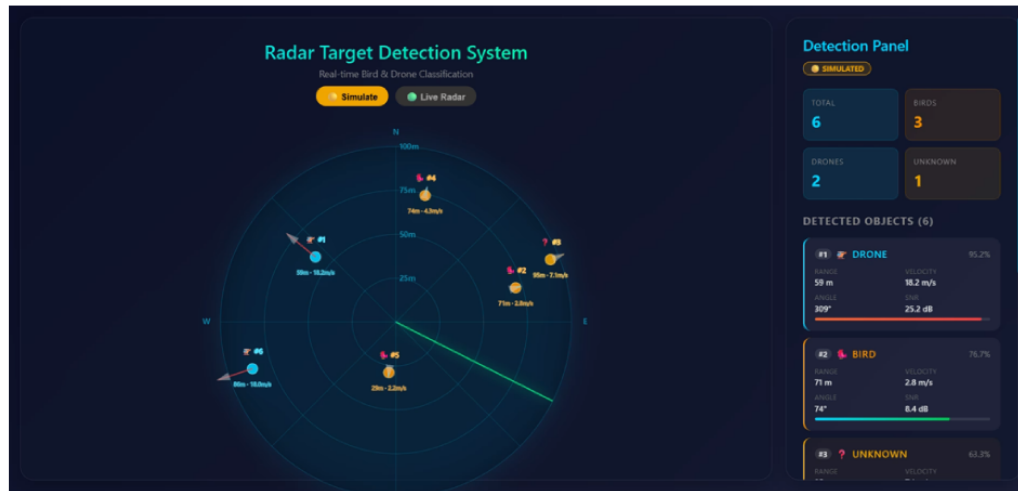 Radar Target Detection System
Real-time Bird & Drone Classification
Simulate
Live Radar
N
100m
75m
50m
25m
W
E
#4
74m · 4.3m/s
#1
59m · 18.2m/s
#3
95m · 7.1m/s
#2
71m · 2.8m/s
#5
29m · 2.2m/s
#6
Detection Panel
SIMULATED
TOTAL
6
BIRDS
3
DRONES
2
UNKNOWN
1
DETECTED OBJECTS (6)
#1 DRONE 95.2%
RANGE VELOCITY
59 m 18.2 m/s
ANGLE SNR
309° 25.2 dB
#2 BIRD 76.7%
RANGE VELOCITY
71 m 2.8 m/s
ANGLE SNR
74° 8.4 dB
#3 ? UNKNOWN 63.3%
RANGE VELOCITY